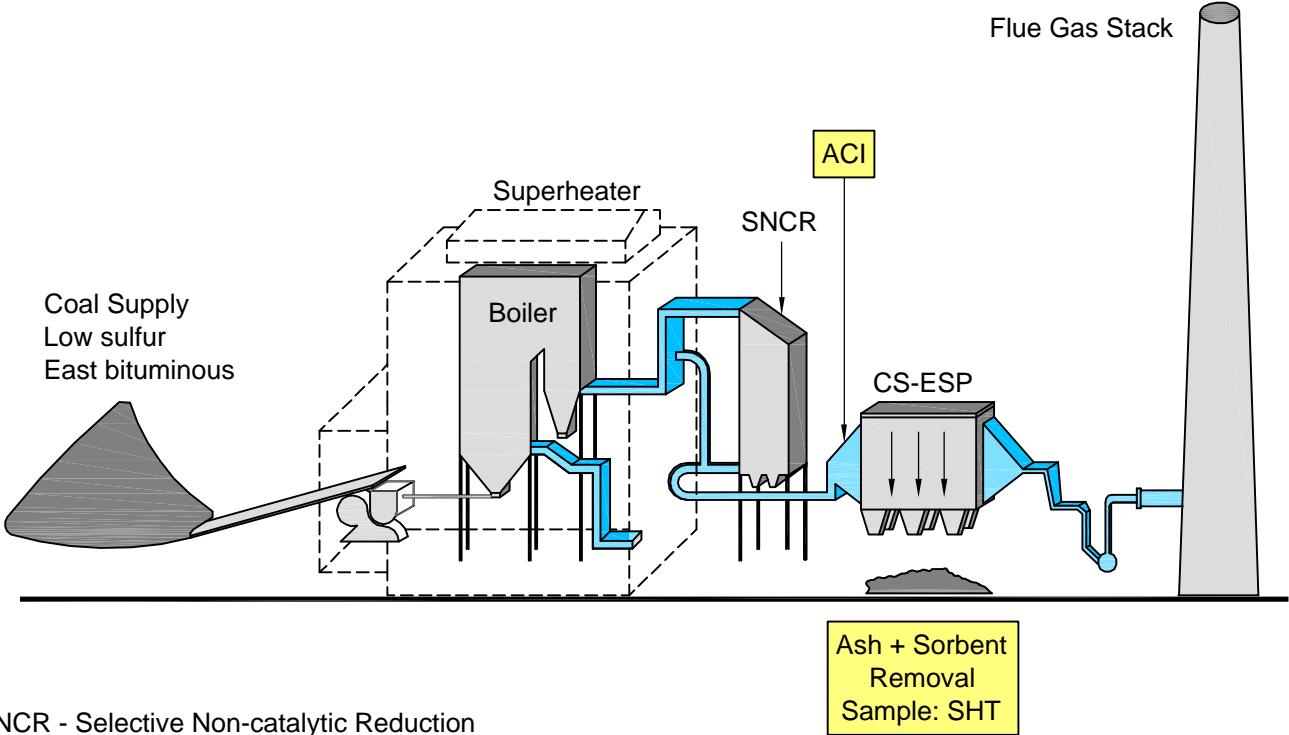 Flue Gas Stack
ACI
Superheater
SNCR
Coal Supply
Low sulfur
East bituminous
Boiler
CS-ESP
Ash + Sorbent
Removal
Sample: SHT
NCR - Selective Non-catalytic Reduction